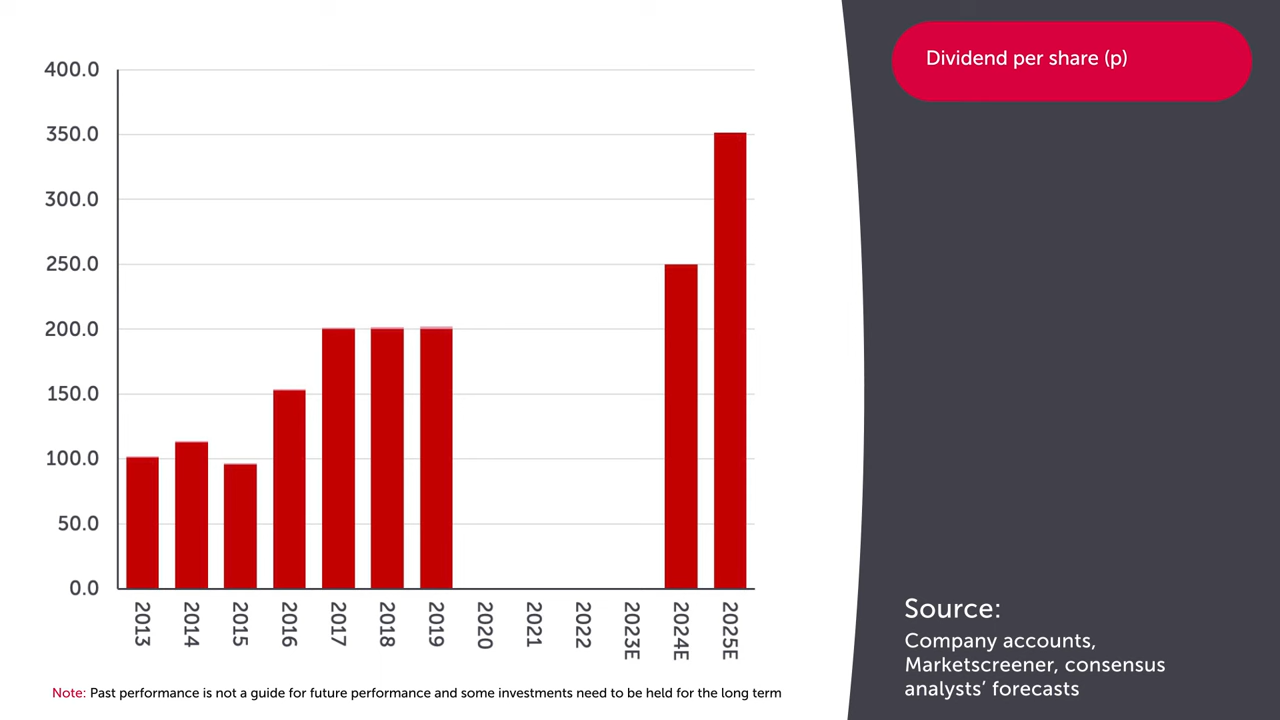 Dividend per share (p)
400.0
350.0
300.0
250.0
200.0
150.0
100.0
50.0
0.0
2013
2014
2015
2016
2017
2018
2019
2020
2021
2022
2023E
2024E
2025E
Note: Past performance is not a guide for future performance and some investments need to be held for the long term
Source:
Company accounts,
Marketscreener, consensus
analysts’ forecasts